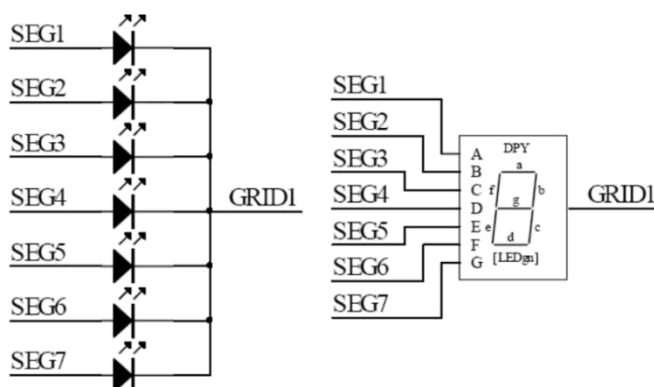 SEG1
SEG2
SEG3
SEG4
SEG5
SEG6
SEG7
GRID1
SEG1
SEG2
SEG3
SEG4
SEG5
SEG6
SEG7
A
B
C
D
E
F
G
DPY
a
f b
g
e c
d
[LEDgn]
GRID1